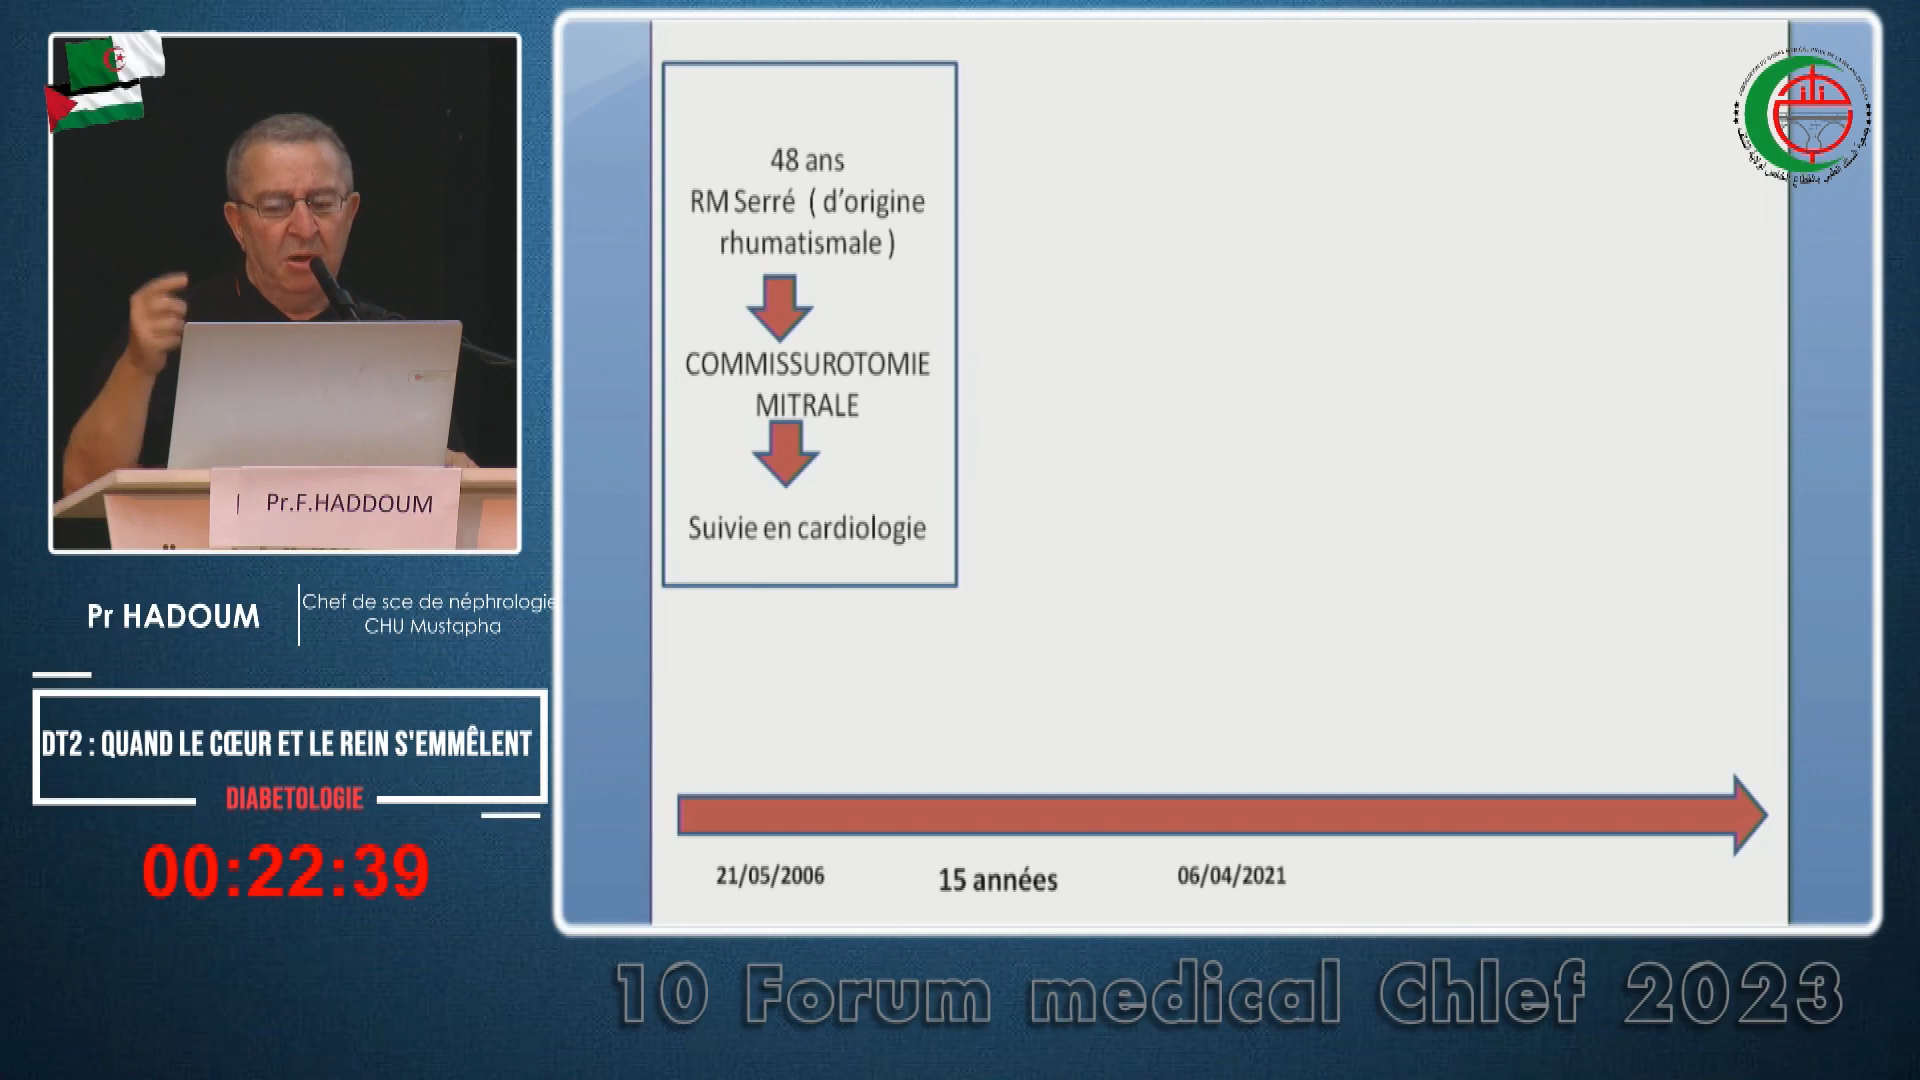 Pr.F.HADDOUM
Pr HADOUM
Chef de sce de néphrologie
CHU Mustapha
DT2 : QUAND LE CŒUR ET LE REIN S'EMMÊLENT
DIABETOLOGIE
00:22:39
48 ans
RM Serré ( d’origine
rhumatismale )
COMMISSUROTOMIE
MITRALE
Suivie en cardiologie
21/05/2006
15 années
06/04/2021
10 Forum medical Chlef 2023